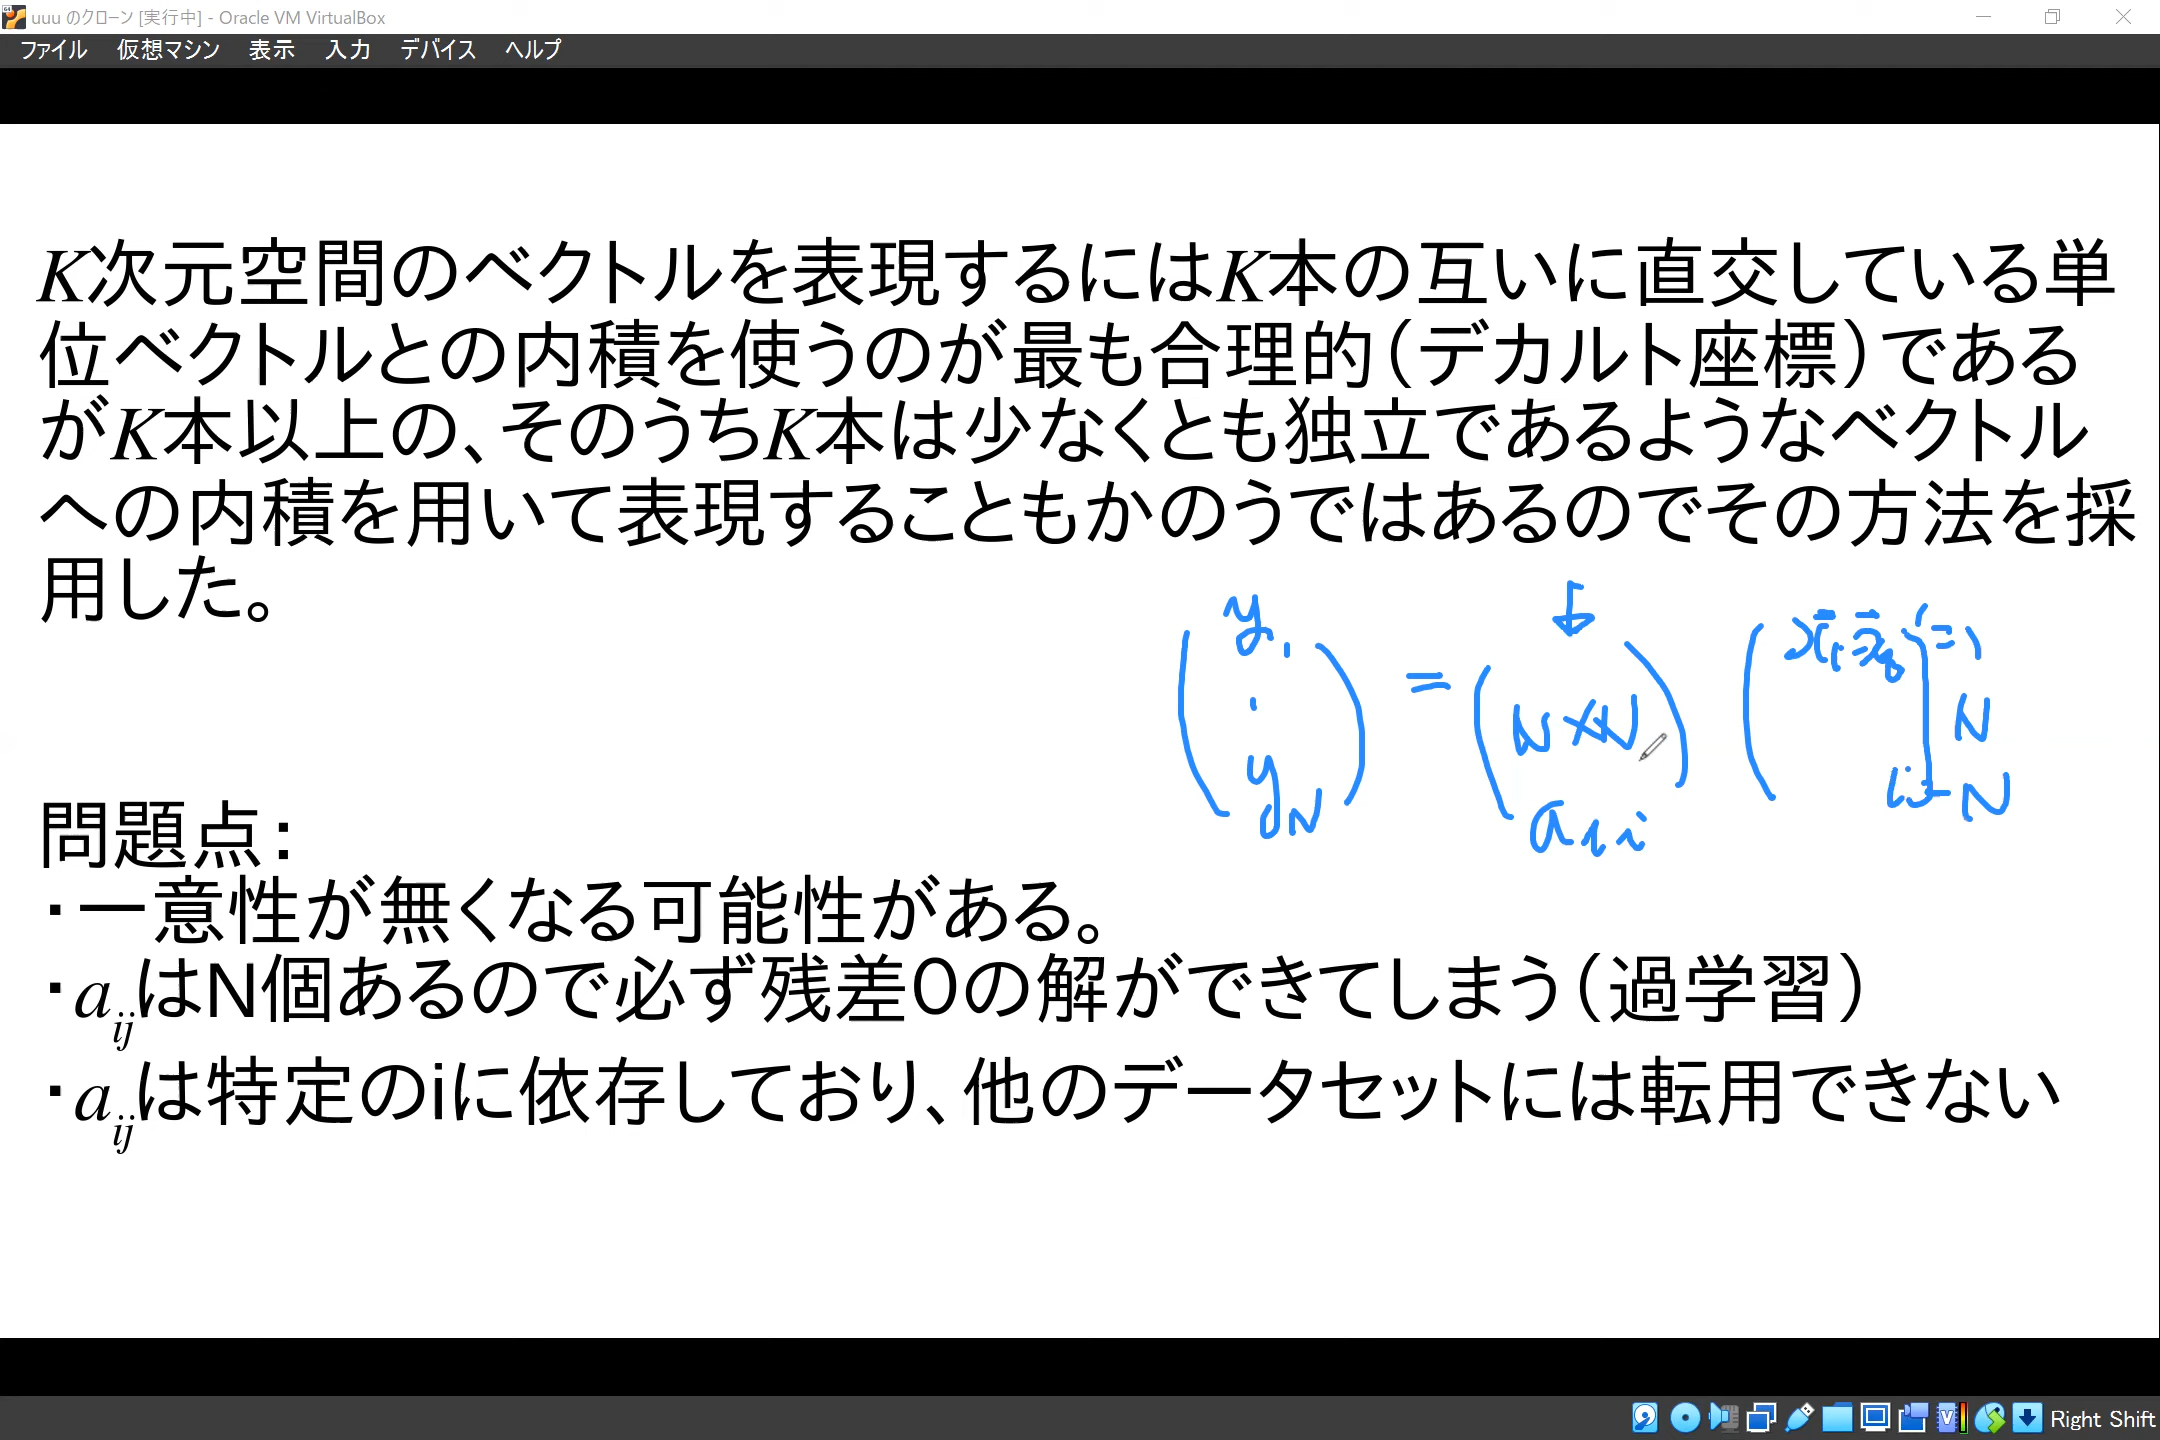 uuu のクローン [実行中] - Oracle VM VirtualBox
ファイル 仮想マシン 表示 入力 デバイス ヘルプ
K次元空間のベクトルを表現するにはK本の互いに直交している単
位ベクトルとの内積を使うのが最も合理的（デカルト座標）である
がK本以上の、そのうちK本は少なくとも独立であるようなベクトル
への内積を用いて表現することもかのうではあるのでその方法を採
用した。
y1
=
N×N
i=1
N
yN
i=N
問題点：
・一意性が無くなる可能性がある。
・aijはN個あるので必ず残差０の解ができてしまう（過学習）
・aijは特定のiに依存しており、他のデータセットには転用できない
Right Shift